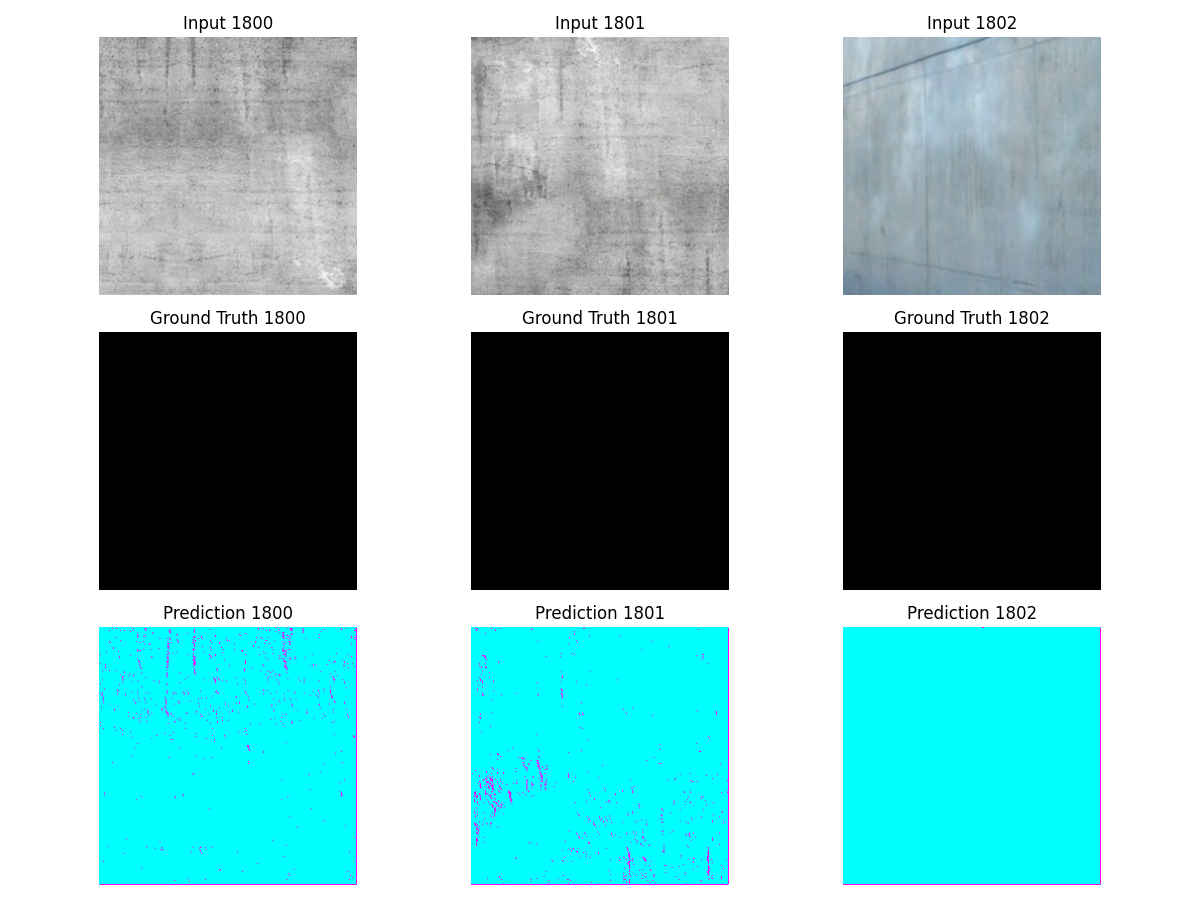 Input 1800
Input 1801
Input 1802
Ground Truth 1800
Ground Truth 1801
Ground Truth 1802
Prediction 1800
Prediction 1801
Prediction 1802